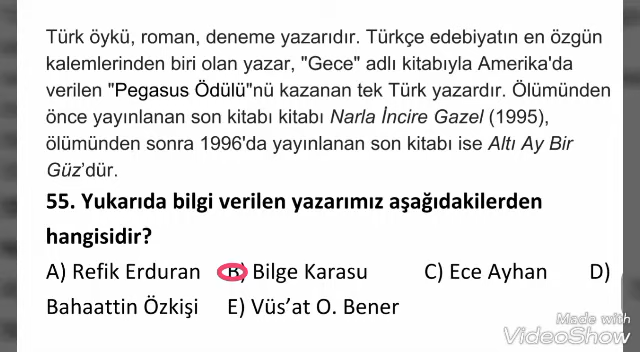 Türk öykü, roman, deneme yazarıdır. Türkçe edebiyatın en özgün
kalemlerinden biri olan yazar, "Gece" adlı kitabıyla Amerika'da
verilen "Pegasus Ödülü"nü kazanan tek Türk yazardır. Ölümünden
önce yayınlanan son kitabı kitabı Narla İncire Gazel (1995),
ölümünden sonra 1996'da yayınlanan son kitabı ise Altı Ay Bir
Güz'dür.
55. Yukarıda bilgi verilen yazarımız aşağıdakilerden
hangisidir?
A) Refik Erduran B) Bilge Karasu C) Ece Ayhan D)
Bahaattin Özkişi E) Vüs'at O. Bener
Made with
VideoShow